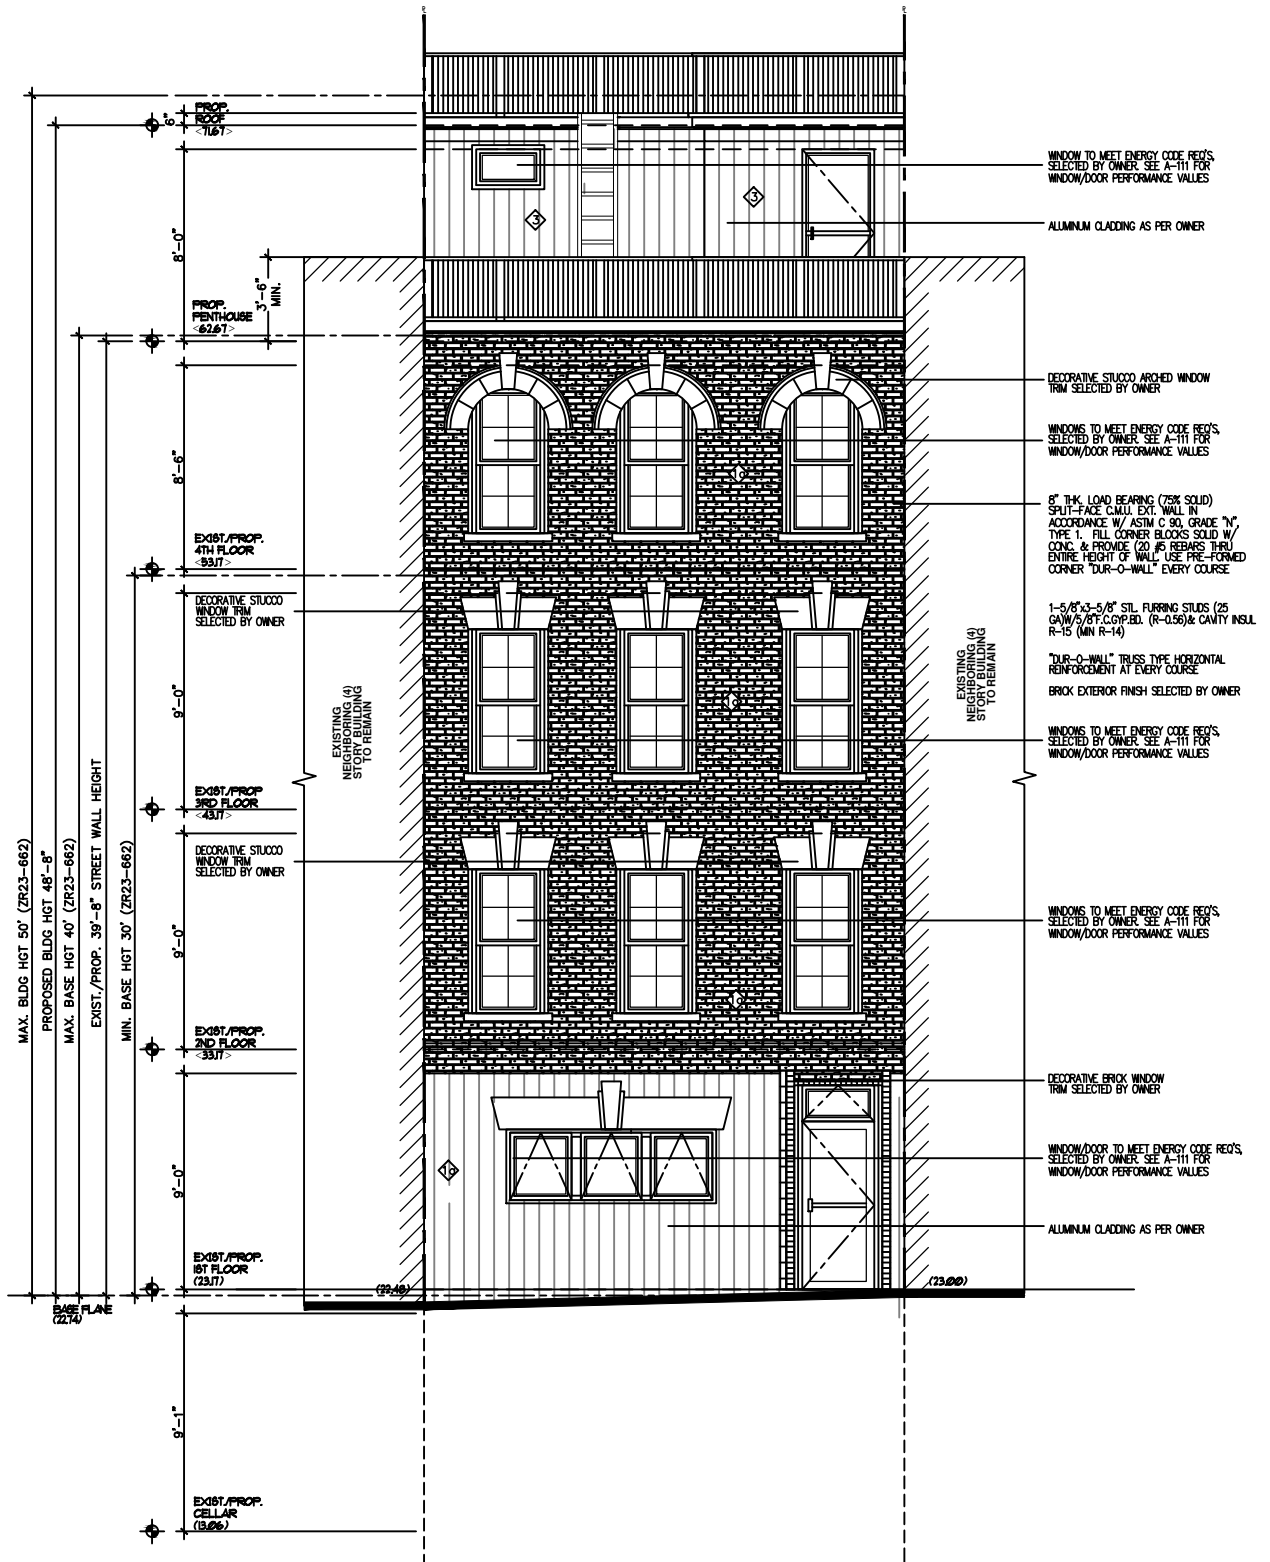 PROP.
ROOF
<71.67>
6"
8'-0"
3'-6"
MIN.
PROP.
PENTHOUSE
<62.67>
8'-6"
EXIST./PROP.
4TH FLOOR
<53.17>
DECORATIVE STUCCO
WINDOW TRIM
SELECTED BY OWNER
9'-0"
EXIST./PROP
3RD FLOOR
<43.17>
DECORATIVE STUCCO
WINDOW TRIM
SELECTED BY OWNER
9'-0"
EXIST./PROP.
2ND FLOOR
<33.17>
9'-0"
EXIST./PROP.
1ST FLOOR
(23.17)
BASE PLANE
(22.74)
9'-1"
EXIST./PROP.
CELLAR
(13.06)
MAX. BLDG HGT 50' (ZR23-662)
PROPOSED BLDG HGT 48'-8"
MAX. BASE HGT 40' (ZR23-662)
EXIST./PROP. 39'-8" STREET WALL HEIGHT
MIN. BASE HGT 30' (ZR23-662)
EXISTING
NEIGHBORING (4)
STORY BUILDING
TO REMAIN
3
3
1a
1a
1a
1a
(22.48)
(23.00)
EXISTING
NEIGHBORING (4)
STORY BUILDING
TO REMAIN
WINDOW TO MEET ENERGY CODE REQ'S,
SELECTED BY OWNER. SEE A-111 FOR
WINDOW/DOOR PERFORMANCE VALUES
ALUMINUM CLADDING AS PER OWNER
DECORATIVE STUCCO ARCHED WINDOW
TRIM SELECTED BY OWNER
WINDOWS TO MEET ENERGY CODE REQ'S,
SELECTED BY OWNER. SEE A-111 FOR
WINDOW/DOOR PERFORMANCE VALUES
8" THK. LOAD BEARING (75% SOLID)
SPLIT-FACE C.M.U. EXT. WALL IN
ACCORDANCE W/ ASTM C 90, GRADE "N",
TYPE 1. FILL CORNER BLOCKS SOLID W/
CONC. & PROVIDE (20 #5 REBARS THRU
ENTIRE HEIGHT OF WALL. USE PRE-FORMED
CORNER "DUR-O-WALL" EVERY COURSE
1-5/8"x3-5/8" STL. FURRING STUDS (25
GA)W/5/8"F.C.GYP.BD. (R-0.56)& CAVITY INSUL
R-15 (MIN R-14)
"DUR-O-WALL" TRUSS TYPE HORIZONTAL
REINFORCEMENT AT EVERY COURSE
BRICK EXTERIOR FINISH SELECTED BY OWNER
WINDOWS TO MEET ENERGY CODE REQ'S,
SELECTED BY OWNER. SEE A-111 FOR
WINDOW/DOOR PERFORMANCE VALUES
WINDOWS TO MEET ENERGY CODE REQ'S,
SELECTED BY OWNER. SEE A-111 FOR
WINDOW/DOOR PERFORMANCE VALUES
DECORATIVE BRICK WINDOW
TRIM SELECTED BY OWNER
WINDOW/DOOR TO MEET ENERGY CODE REQ'S,
SELECTED BY OWNER. SEE A-111 FOR
WINDOW/DOOR PERFORMANCE VALUES
ALUMINUM CLADDING AS PER OWNER